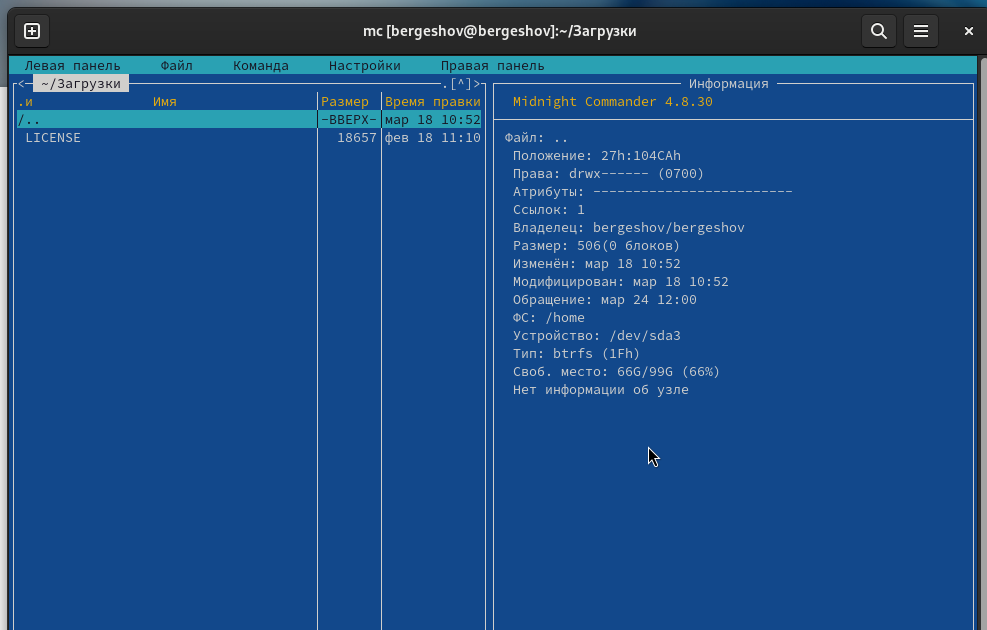 mc [bergeshov@bergeshov]:~/Загрузки
Левая панель Файл Команда Настройки Правая панель
<- ~/Загрузки .[^]>
.и Имя Размер Время правки
/.. -ВВЕРХ- мар 18 10:52
LICENSE 18657 фев 18 11:10
Информация
Midnight Commander 4.8.30
Файл: ..
Положение: 27h:104CAh
Права: drwx------ (0700)
Атрибуты: -------------------------
Ссылок: 1
Владелец: bergeshov/bergeshov
Размер: 506(0 блоков)
Изменён: мар 18 10:52
Модифицирован: мар 18 10:52
Обращение: мар 24 12:00
ФС: /home
Устройство: /dev/sda3
Тип: btrfs (1Fh)
Своб. место: 66G/99G (66%)
Нет информации об узле